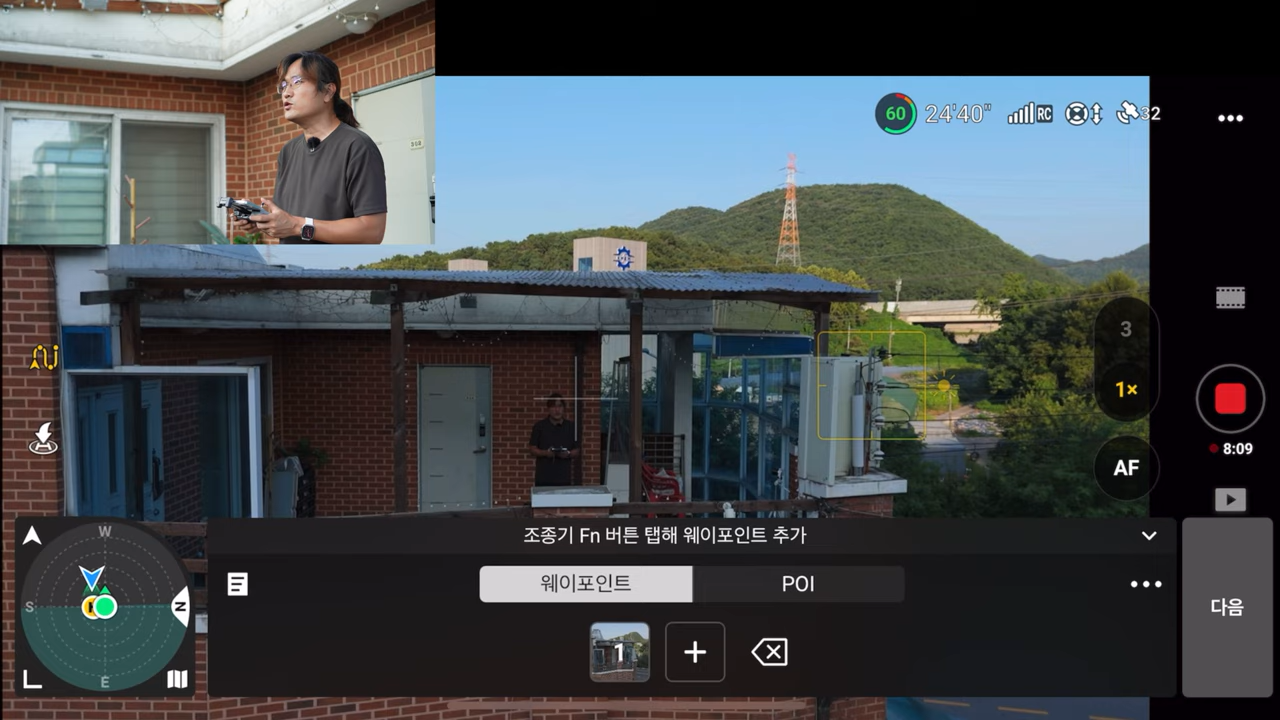 60 24'40" RC 32
3
1×
AF
8:09
조종기 Fn 버튼 탭해 웨이포인트 추가
웨이포인트 POI
1
다음
W
S
N
E